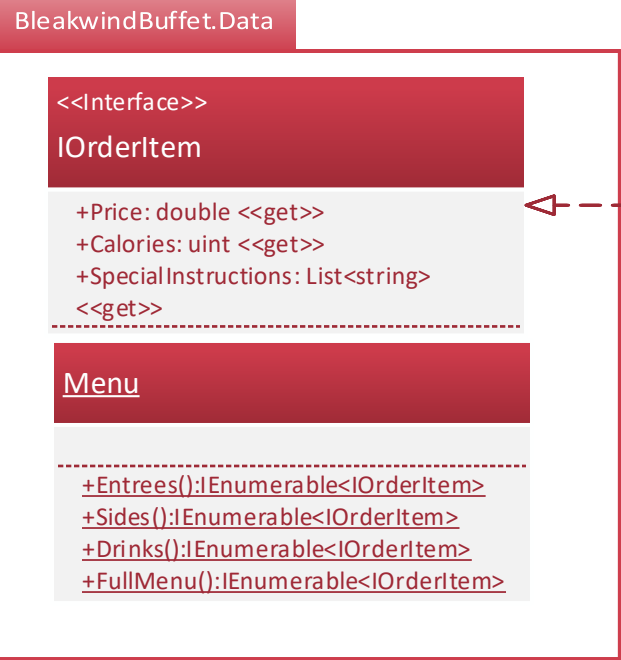 BleakwindBuffet.Data
<<Interface>>
IOrderItem
+Price: double <<get>>
+Calories: uint <<get>>
+SpecialInstructions: List<string>
<<get>>
Menu
+Entrees():IEnumerable<IOrderItem>
+Sides():IEnumerable<IOrderItem>
+Drinks():IEnumerable<IOrderItem>
+FullMenu():IEnumerable<IOrderItem>